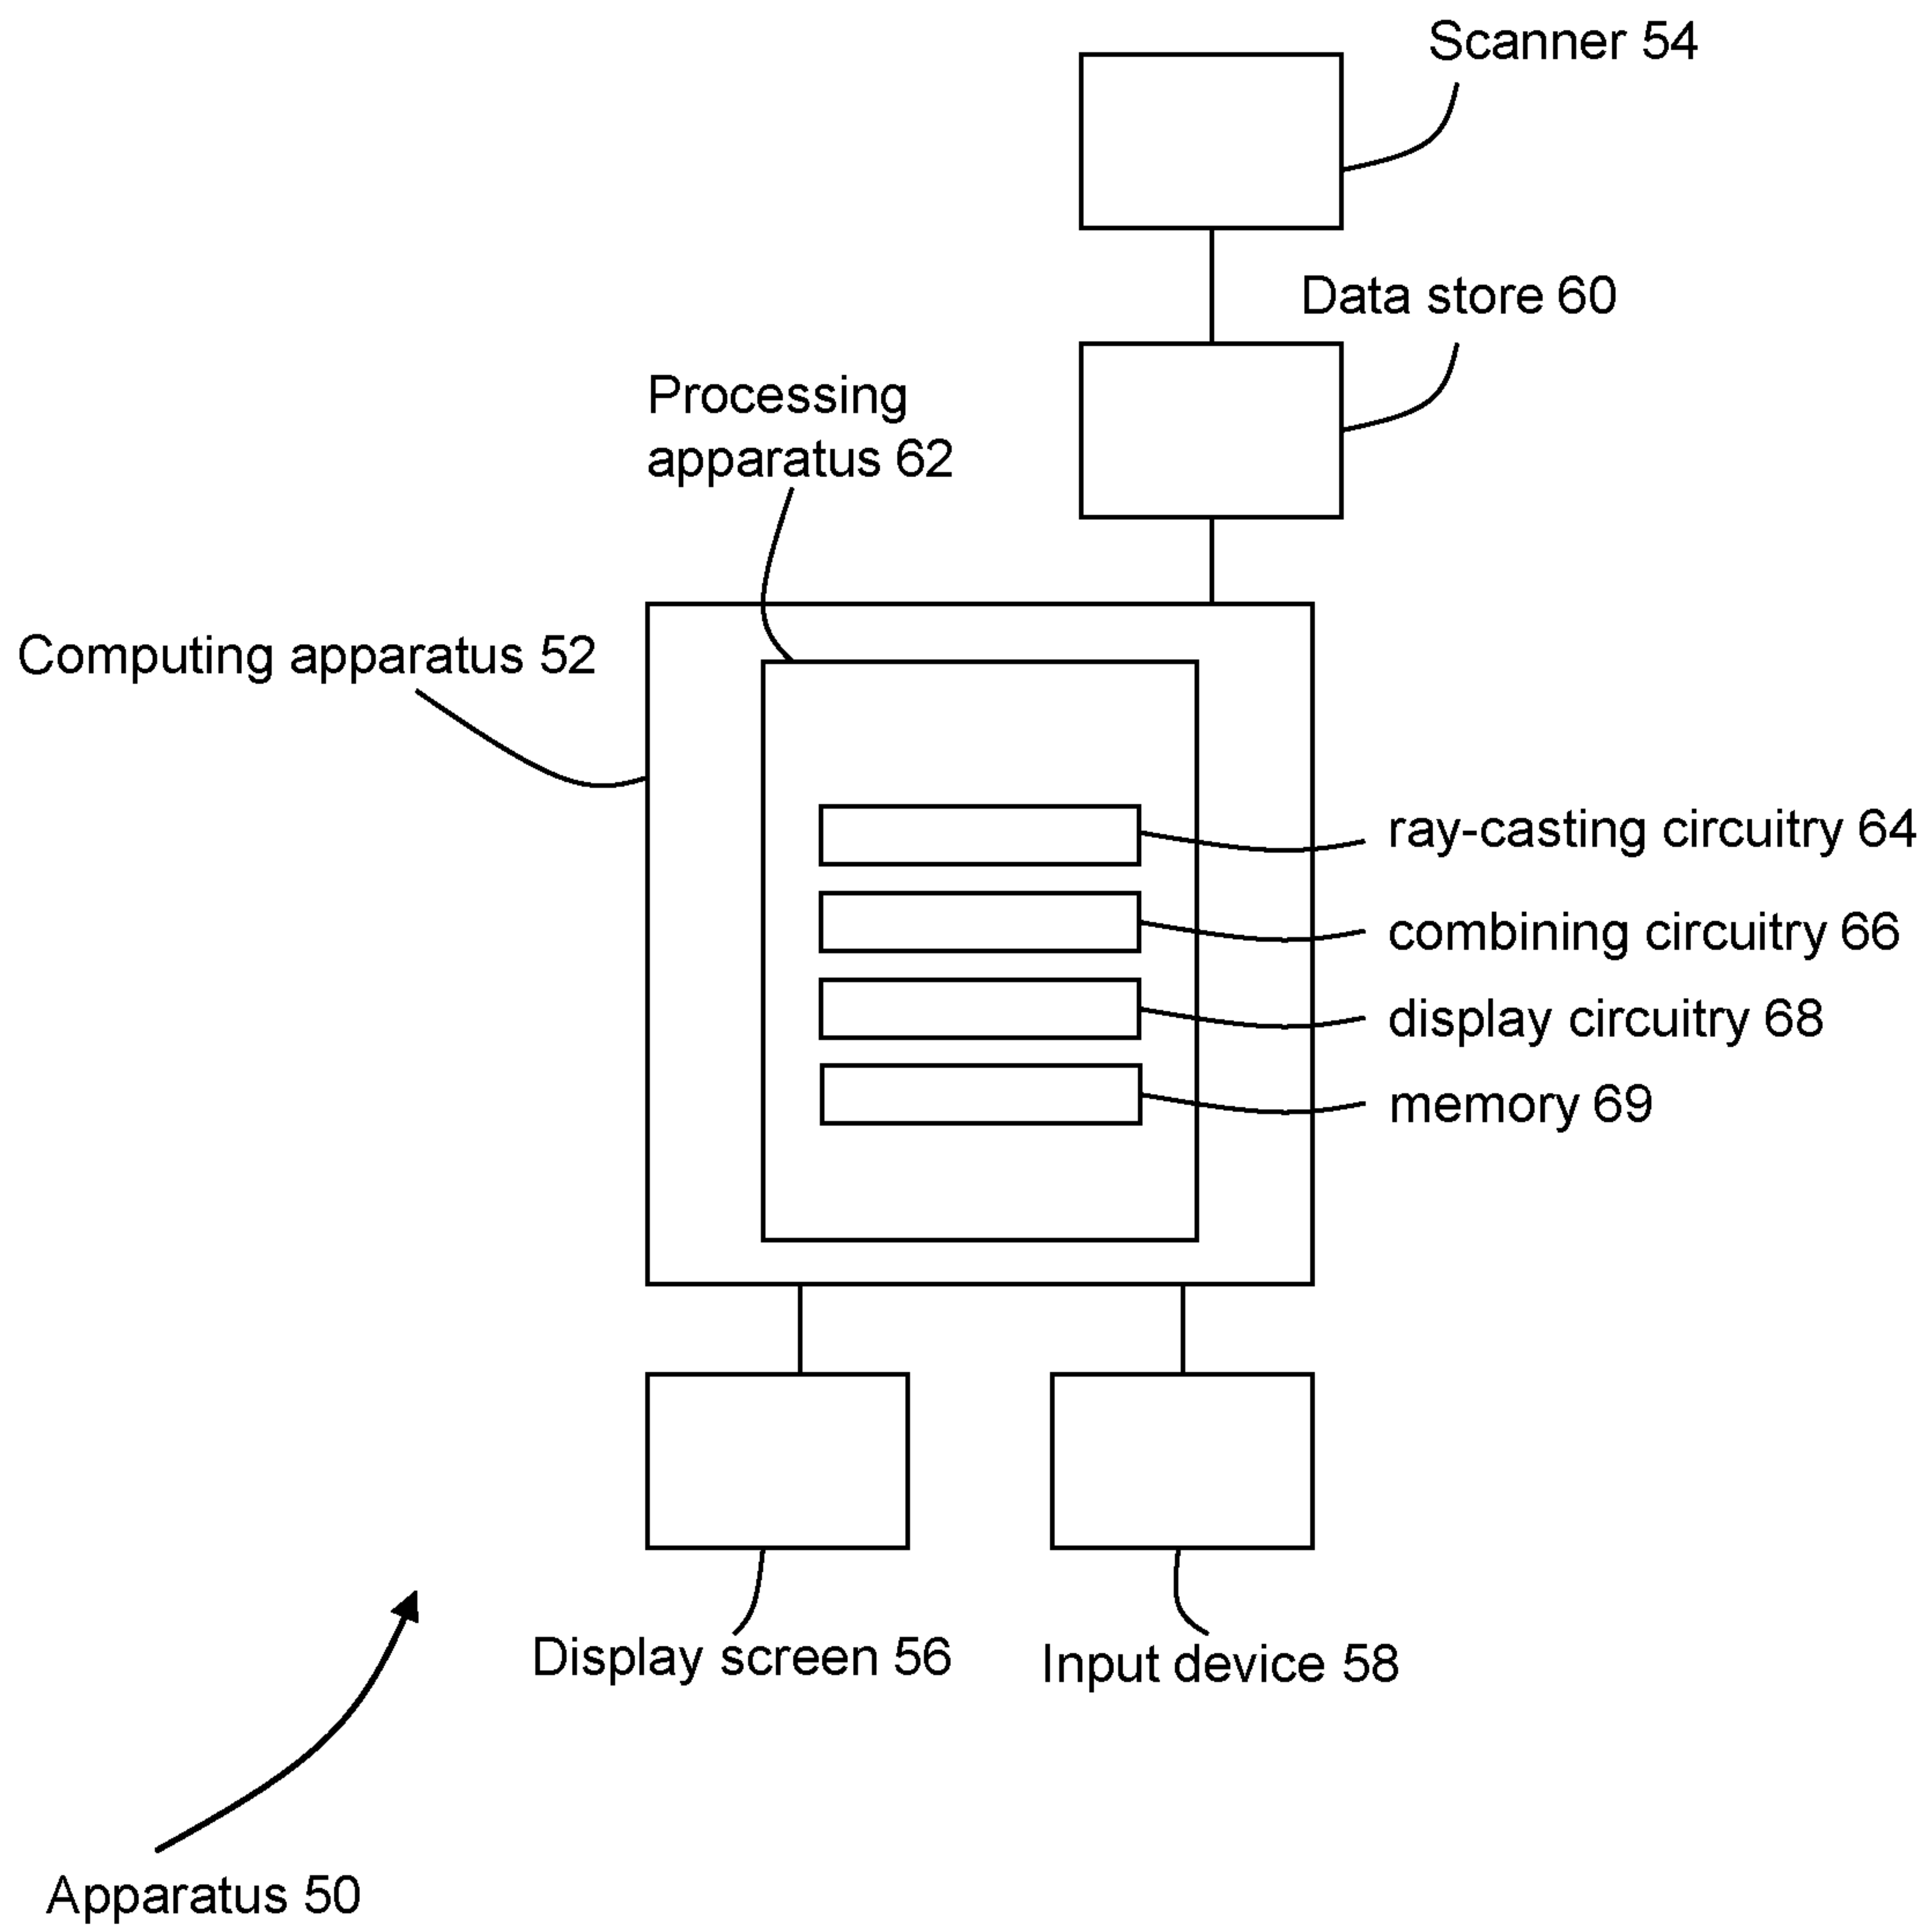 Scanner 54
Data store 60
Processing
apparatus 62
Computing apparatus 52
ray-casting circuitry 64
combining circuitry 66
display circuitry 68
memory 69
Display screen 56
Input device 58
Apparatus 50